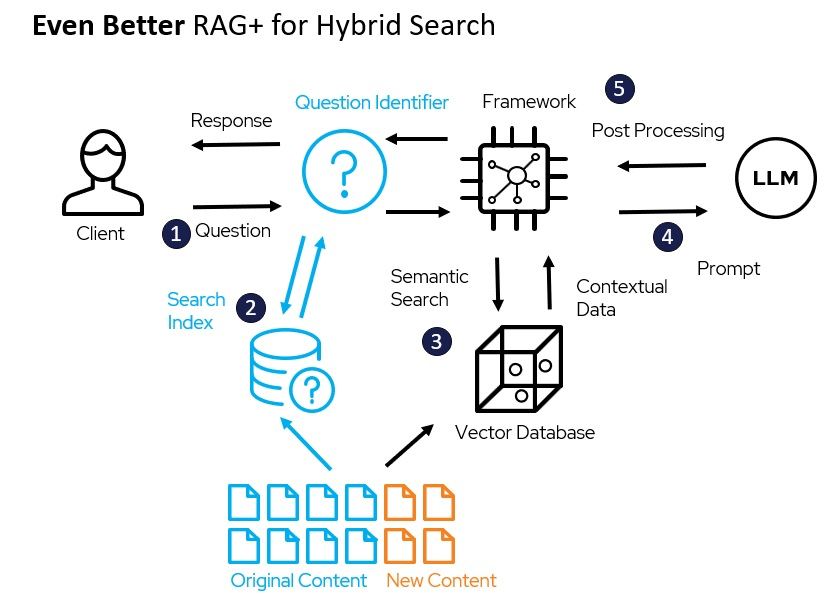 Even Better RAG+ for Hybrid Search
5
Question Identifier
Framework
Response
Post Processing
?
LLM
Client
1 Question
4
Prompt
Semantic
Search
Contextual
Data
Search
Index
2
3
?
Vector Database
Original Content
New Content